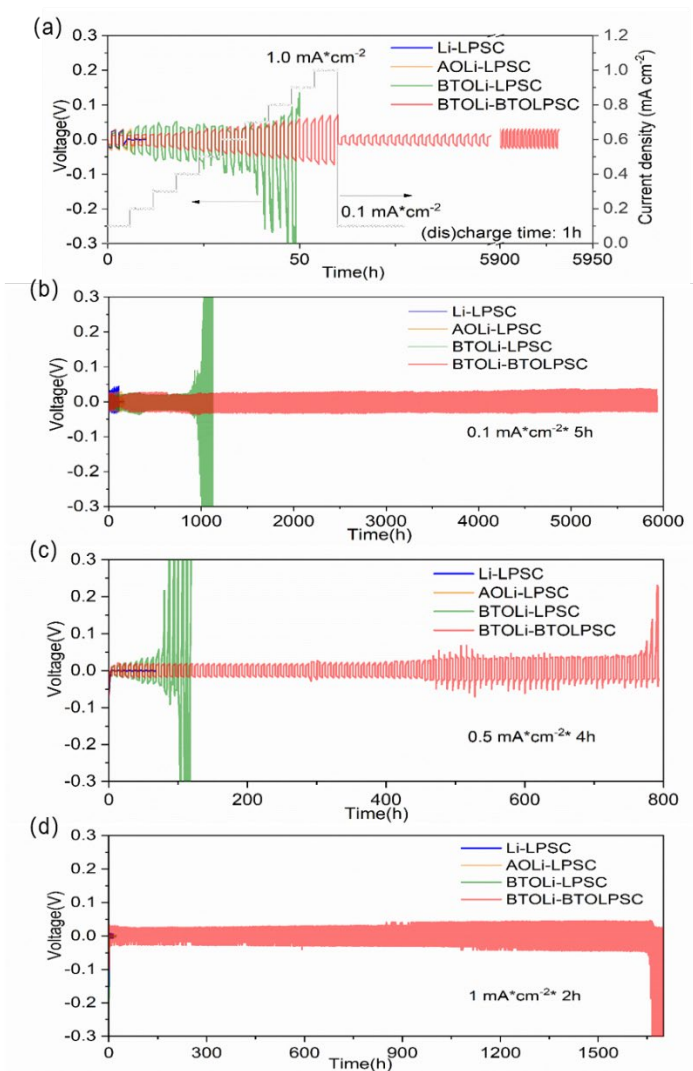 (a)
1.0 mA*cm-2
Li-LPSC
AOLi-LPSC
BTOLi-LPSC
BTOLi-BTOLPSC
0.1 mA*cm-2
(dis)charge time: 1h
Voltage(V)
0.3
0.2
0.1
0.0
-0.1
-0.2
-0.3
Current density (mA cm-2)
1.2
1.0
0.8
0.6
0.4
0.2
0.0
0 50 5900 5950
Time(h)
(b)
Li-LPSC
AOLi-LPSC
BTOLi-LPSC
BTOLi-BTOLPSC
0.1 mA*cm-2* 5h
Voltage(V)
0.3
0.2
0.1
0.0
-0.1
-0.2
-0.3
0 1000 2000 3000 4000 5000 6000
Time(h)
(c)
Li-LPSC
AOLi-LPSC
BTOLi-LPSC
BTOLi-BTOLPSC
0.5 mA*cm-2* 4h
Voltage(V)
0.3
0.2
0.1
0.0
-0.1
-0.2
-0.3
0 200 400 600 800
Time(h)
(d)
Li-LPSC
AOLi-LPSC
BTOLi-LPSC
BTOLi-BTOLPSC
1 mA*cm-2* 2h
Voltage(V)
0.3
0.2
0.1
0.0
-0.1
-0.2
-0.3
0 300 600 900 1200 1500
Time(h)